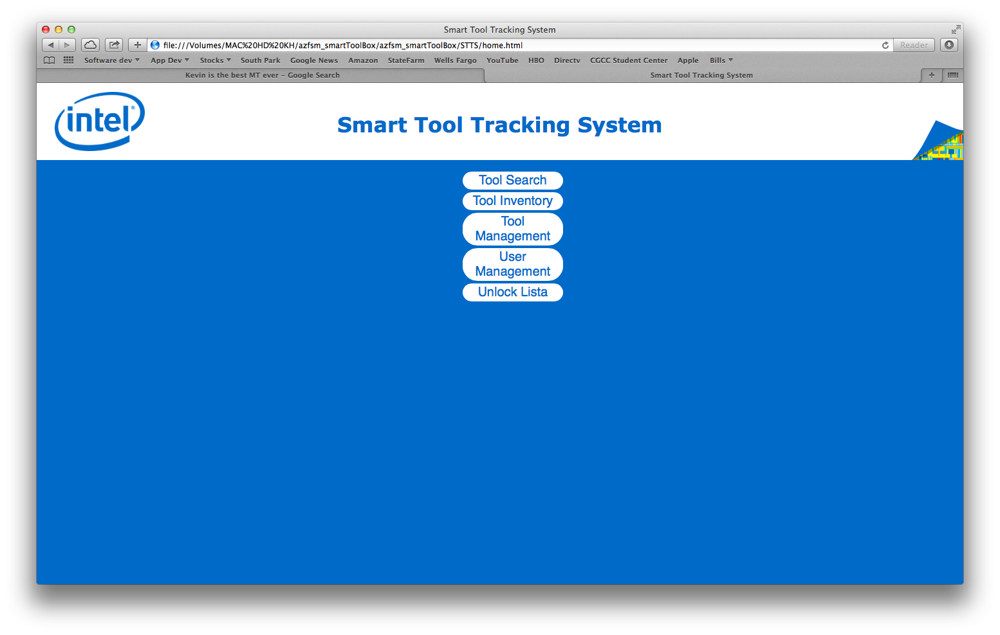 Smart Tool Tracking System
file:///Volumes/MAC%20HD%20KH/azfsm_smartToolBox/azfsm_smartToolBox/STTS/home.html
Reader
Software dev App Dev Stocks South Park Google News Amazon StateFarm Wells Fargo YouTube HBO Directv CGCC Student Center Apple Bills
Kevin is the best MT ever – Google Search
Smart Tool Tracking System
intel®
Smart Tool Tracking System
Tool Search
Tool Inventory
Tool
Management
User
Management
Unlock Lista